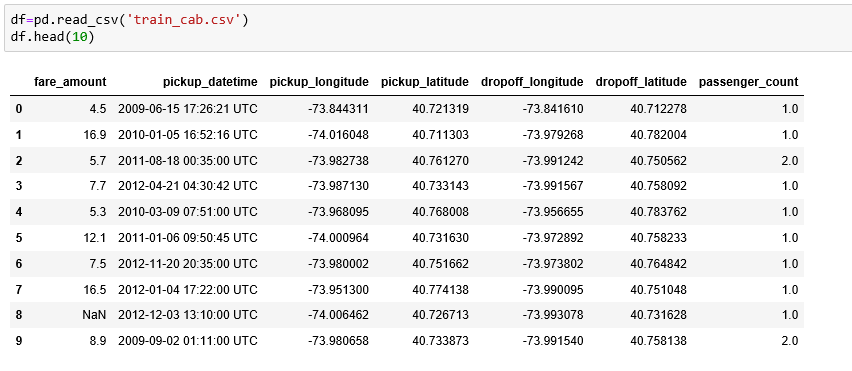 df=pd.read_csv('train_cab.csv')
df.head(10)
fare_amount pickup_datetime pickup_longitude pickup_latitude dropoff_longitude dropoff_latitude passenger_count
0 4.5 2009-06-15 17:26:21 UTC -73.844311 40.721319 -73.841610 40.712278 1.0
1 16.9 2010-01-05 16:52:16 UTC -74.016048 40.711303 -73.979268 40.782004 1.0
2 5.7 2011-08-18 00:35:00 UTC -73.982738 40.761270 -73.991242 40.750562 2.0
3 7.7 2012-04-21 04:30:42 UTC -73.987130 40.733143 -73.991567 40.758092 1.0
4 5.3 2010-03-09 07:51:00 UTC -73.968095 40.768008 -73.956655 40.783762 1.0
5 12.1 2011-01-06 09:50:45 UTC -74.000964 40.731630 -73.972892 40.758233 1.0
6 7.5 2012-11-20 20:35:00 UTC -73.980002 40.751662 -73.973802 40.764842 1.0
7 16.5 2012-01-04 17:22:00 UTC -73.951300 40.774138 -73.990095 40.751048 1.0
8 NaN 2012-12-03 13:10:00 UTC -74.006462 40.726713 -73.993078 40.731628 1.0
9 8.9 2009-09-02 01:11:00 UTC -73.980658 40.733873 -73.991540 40.758138 2.0